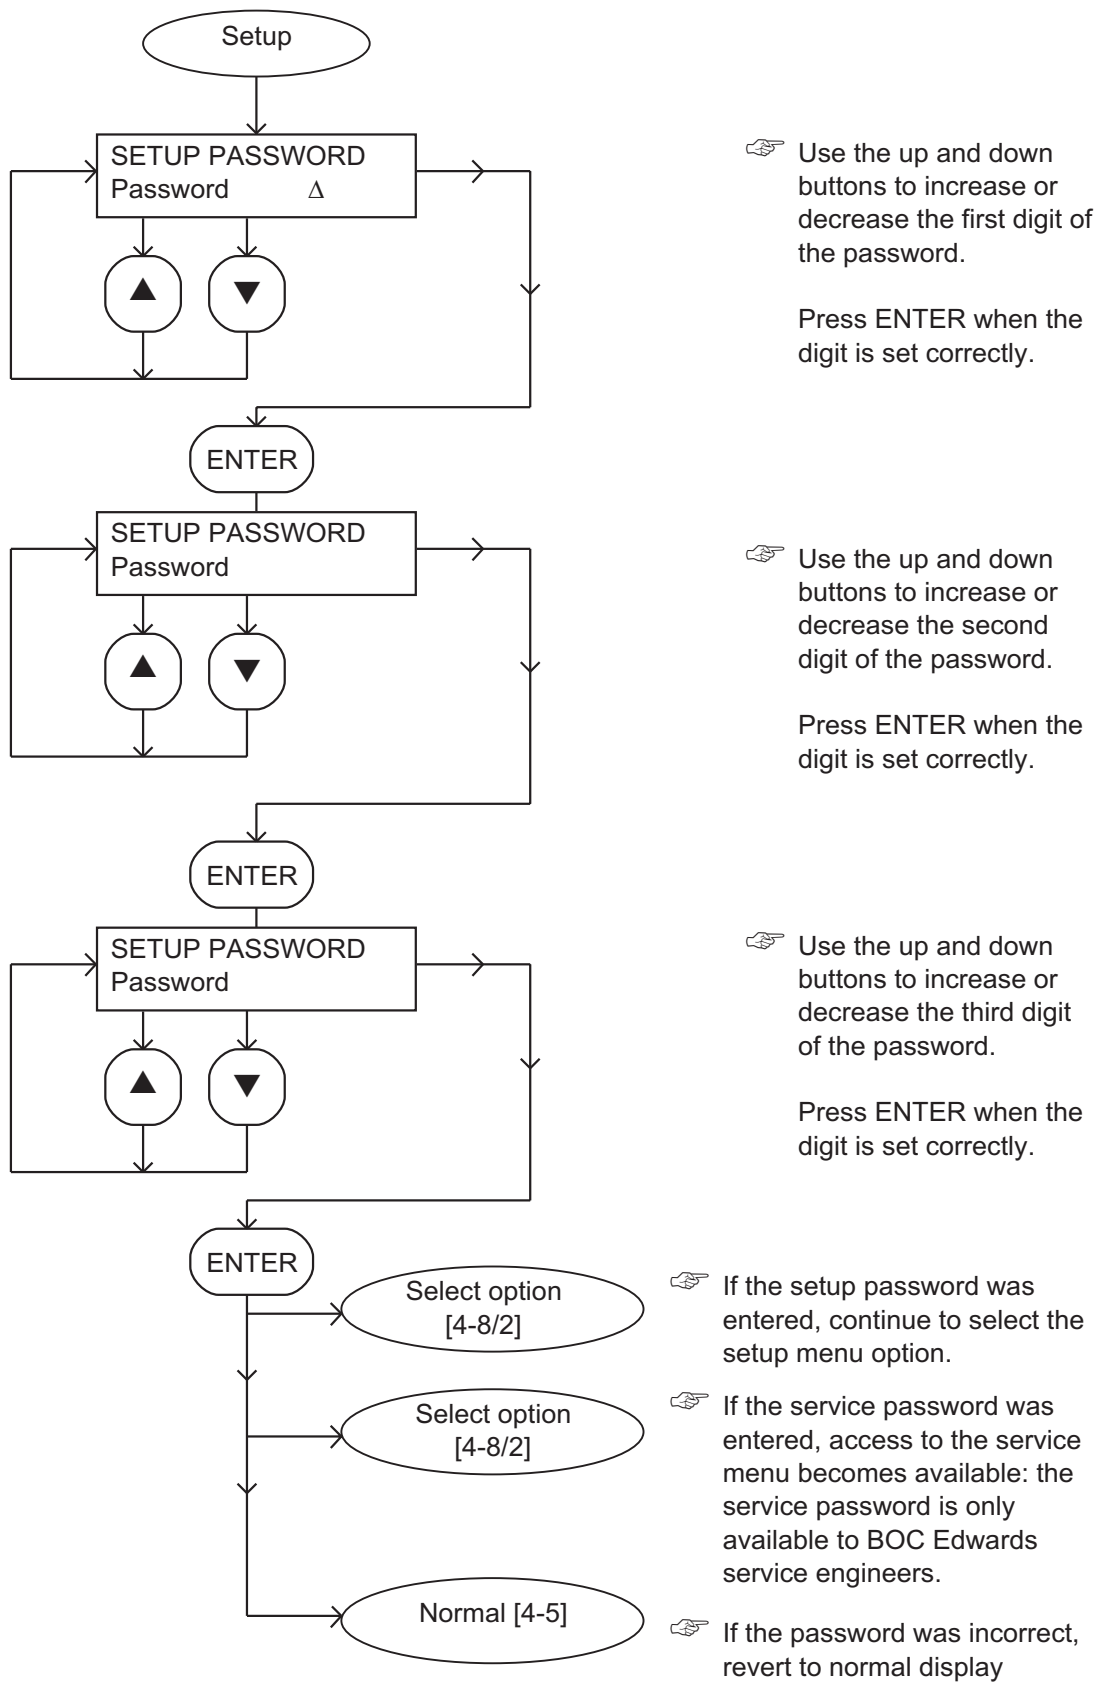 Setup
SETUP PASSWORD
Password Δ
▲ ▼
☞ Use the up and down
buttons to increase or
decrease the first digit of
the password.
Press ENTER when the
digit is set correctly.
ENTER
SETUP PASSWORD
Password
▲ ▼
☞ Use the up and down
buttons to increase or
decrease the second
digit of the password.
Press ENTER when the
digit is set correctly.
ENTER
SETUP PASSWORD
Password
▲ ▼
☞ Use the up and down
buttons to increase or
decrease the third digit
of the password.
Press ENTER when the
digit is set correctly.
ENTER
Select option
[4-8/2]
☞ If the setup password was
entered, continue to select the
setup menu option.
Select option
[4-8/2]
☞ If the service password was
entered, access to the service
menu becomes available: the
service password is only
available to BOC Edwards
service engineers.
Normal [4-5]
☞ If the password was incorrect,
revert to normal display